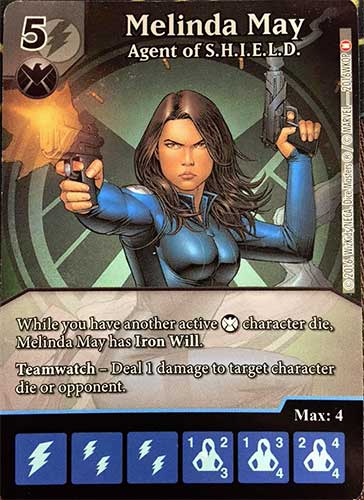 5
Melinda May
Agent of S.H.I.E.L.D.
While you have another active character die,
Melinda May has Iron Will.
Teamwatch – Deal 1 damage to target character
die or opponent.
Max: 4
1 2 3
1 3 4
2 4 4